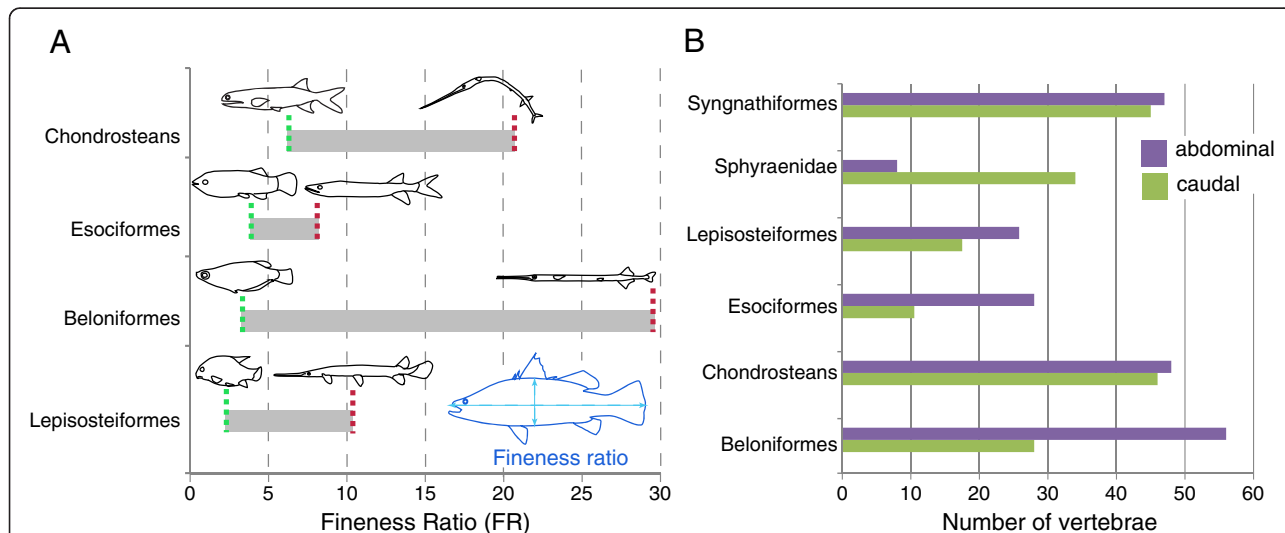 A
Chondrosteans
Esociformes
Beloniformes
Lepisosteiformes
Fineness ratio
0 5 10 15 20 25 30
Fineness Ratio (FR)
B
Syngnathiformes
Sphyraenidae
Lepisosteiformes
Esociformes
Chondrosteans
Beloniformes
abdominal
caudal
0 10 20 30 40 50 60
Number of vertebrae